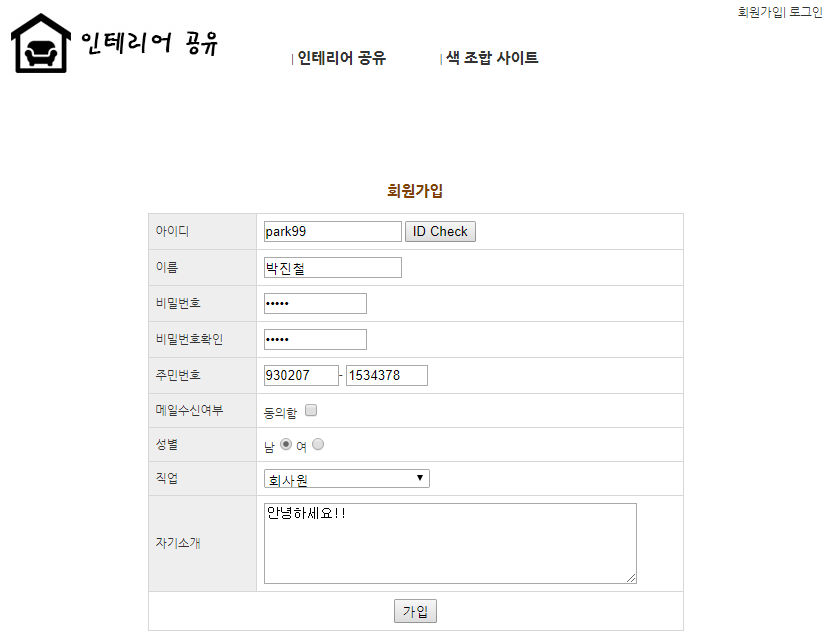 회원가입| 로그인
인테리어 공유
| 인테리어 공유 | 색 조합 사이트
회원가입
아이디 park99 ID Check
이름 박진철
비밀번호 •••••
비밀번호확인 •••••
주민번호 930207 - 1534378
메일수신여부 동의함
성별 남 여
직업 회사원
자기소개 안녕하세요!!
가입